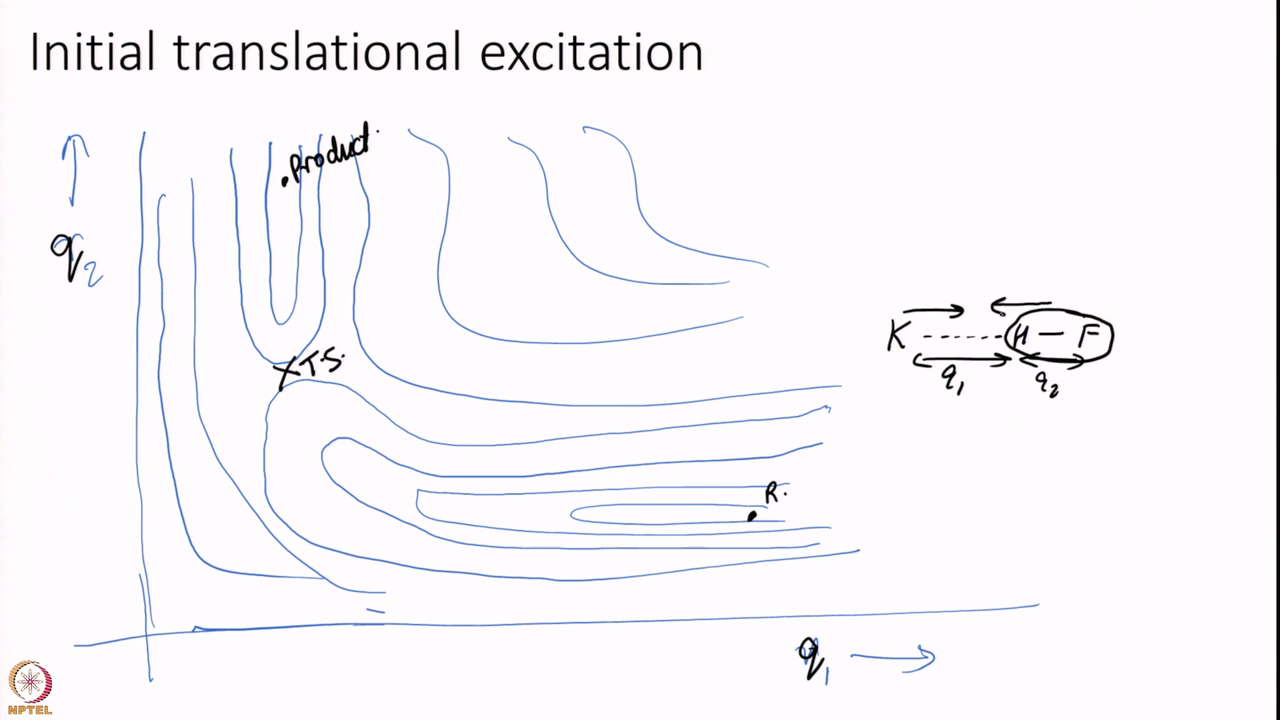 Initial translational excitation
Product.
q₂
T.S.
K ------ H — F
q₁ q₂
R.
q₁
NPTEL